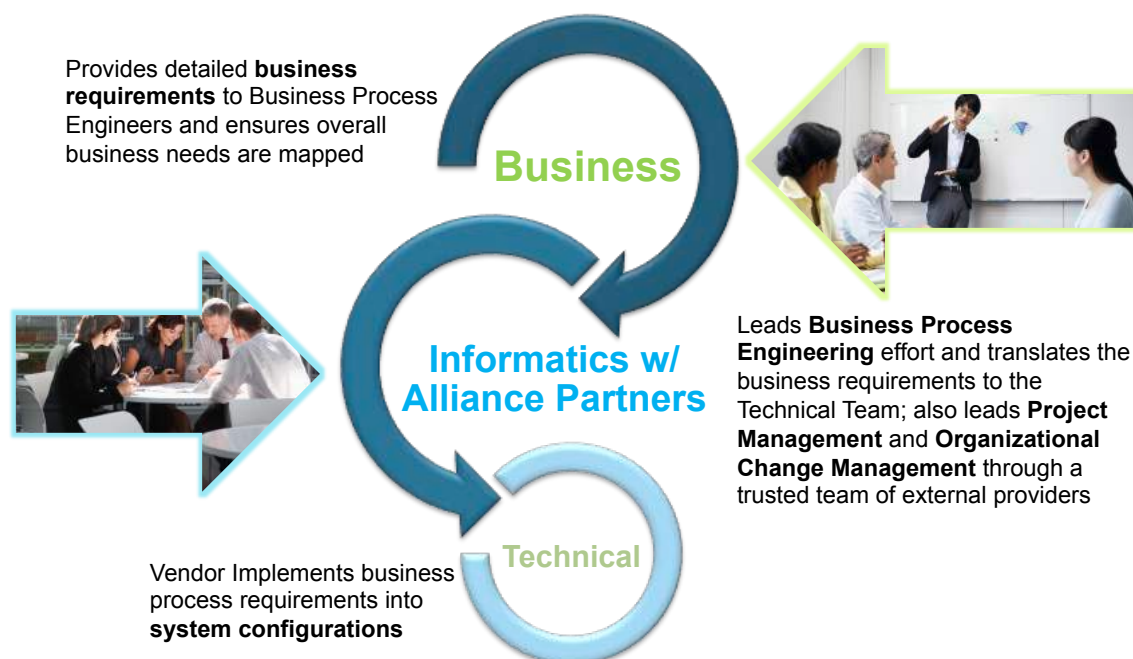 Provides detailed business
requirements to Business Process
Engineers and ensures overall
business needs are mapped
Business
Informatics w/
Alliance Partners
Leads Business Process
Engineering effort and translates the
business requirements to the
Technical Team; also leads Project
Management and Organizational
Change Management through a
trusted team of external providers
Technical
Vendor Implements business
process requirements into
system configurations